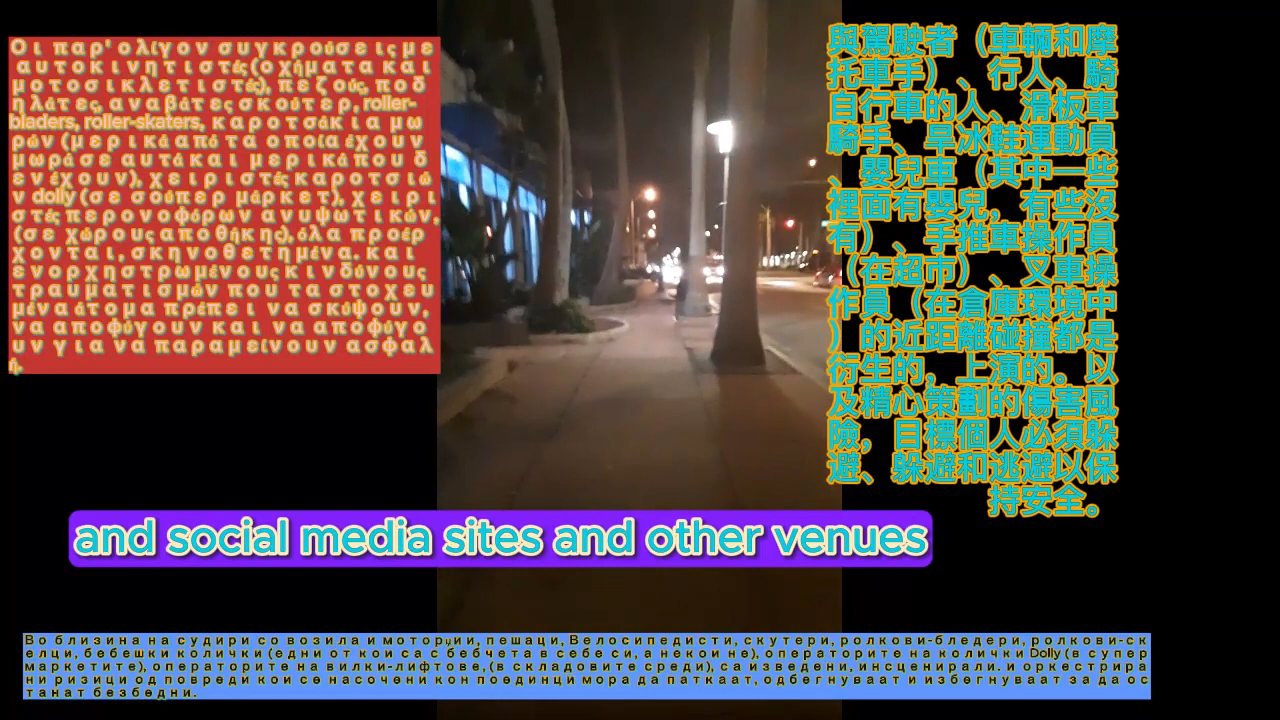 Οι παρ' ολίγον συγκρούσεις με
αυτοκινητιστές (οχήματα και
μοτοσικλετιστές), πεζούς, ποδ
ηλάτες, αναβάτες σκούτερ, roller-
bladers, roller-skaters, καροτσάκια μω
ρών (μερικά από τα οποία έχουν
μωρά σε αυτά και μερικά που δ
εν έχουν), χειριστές καροτσιώ
ν dolly (σε σούπερ μάρκετ), χειρι
στές περονοφόρων ανυψωτικών,
(σε χώρους αποθήκης), όλα προέρ
χονται, σκηνοθετημένα. και
ενορχηστρωμένους κινδύνους
τραυματισμών που τα στοχευ
μένα άτομα πρέπει να σκύψουν,
να αποφύγουν και να αποφύγο
υν για να παραμείνουν ασφαλ
ή.
與駕駛者（車輛和摩
托車手）、行人、騎
自行車的人、滑板車
騎手、旱冰鞋運動員
、嬰兒車（其中一些
裡面有嬰兒，有些沒
有）、手推車操作員
（在超市）、叉車操
作員（在倉庫環境中
）的近距離碰撞都是
衍生的，上演的。以
及精心策劃的傷害風
險，目標個人必須躲
避、躲避和逃避以保
持安全。
and social media sites and other venues
Во близина на судири со возила и моторџии, пешаци, Велосипедисти, скутери, ролкови-бледери, ролкови-ск
елци, бебешки колички (едни от кои са с бебчета в себе си, а некои не), операторите на колички Dolly (в супер
маркетите), операторите на вилки-лифтове, (в складовите среди), са изведени, инсценирали. и оркестрира
ни ризици од повреди кои се насочени кон поединци мора да паткаат, одбегнуваат и избегнуваат за да ос
танат безбедни.